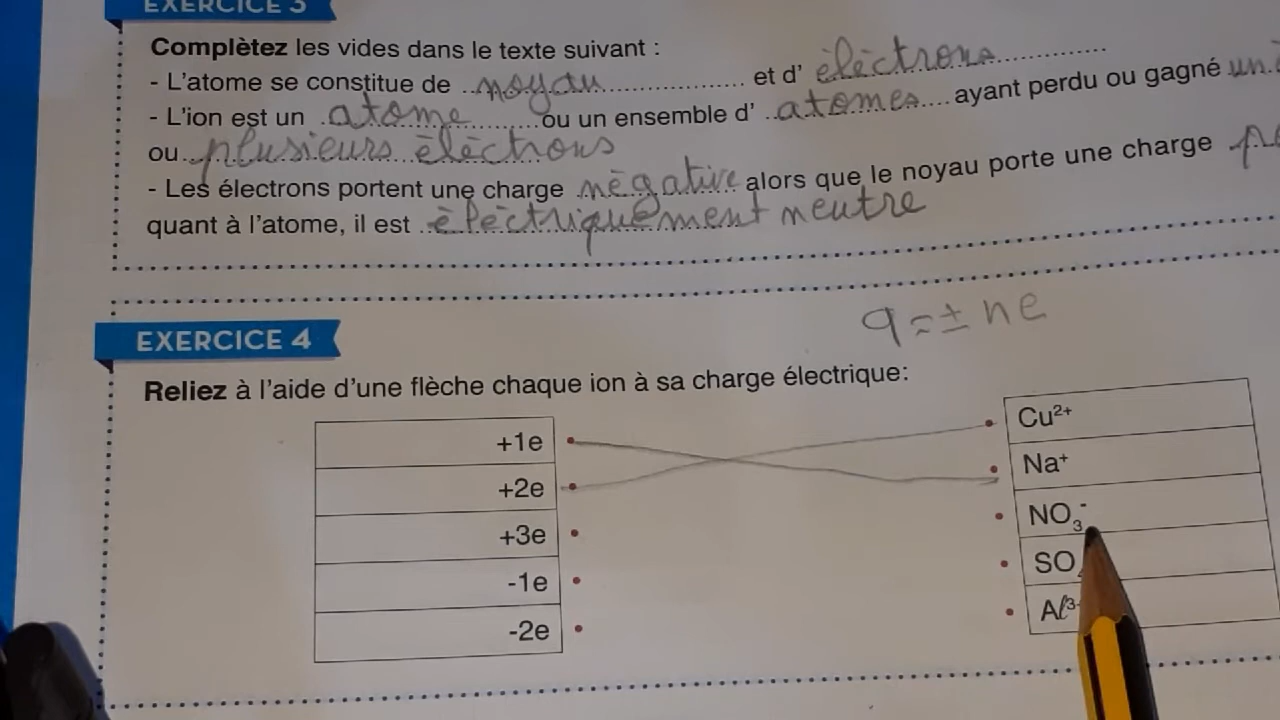 EXERCICE 3
Complètez les vides dans le texte suivant :
- L'atome se constitue de noyau et d' élèctrons
- L'ion est un atome ou un ensemble d' atomes ayant perdu ou gagné un
ou plusieurs élèctrons
- Les électrons portent une charge négative alors que le noyau porte une charge
quant à l'atome, il est élèctriquement neutre
q = ± ne
EXERCICE 4
Reliez à l'aide d'une flèche chaque ion à sa charge électrique:
+1e
+2e
+3e
-1e
-2e
Cu²⁺
Na⁺
NO₃⁻
SO
Aℓ³